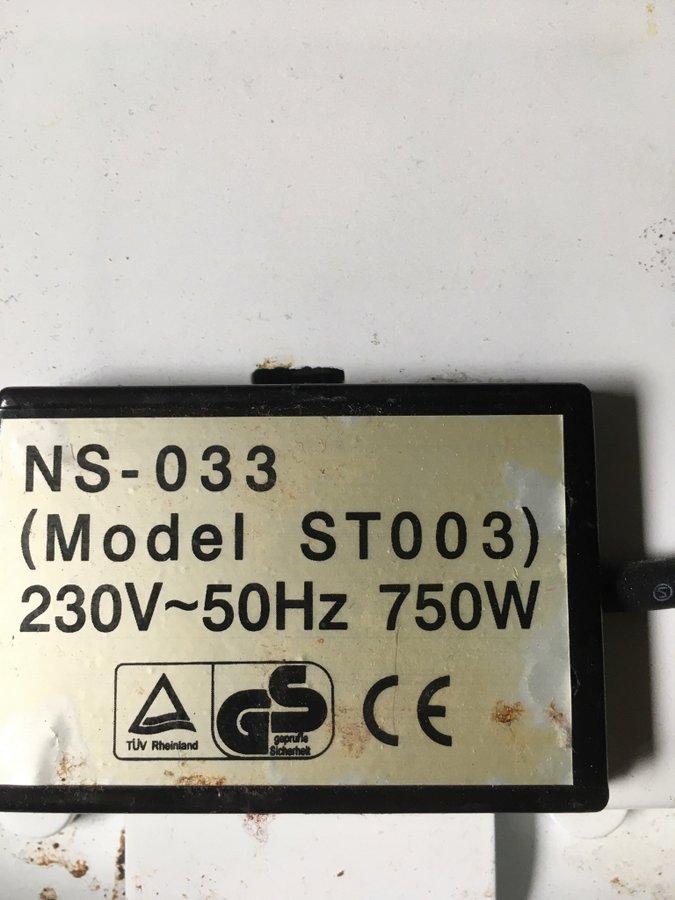 NS-033
(Model ST003)
230V~50Hz 750W
TÜV Rheinland
GS
geprüfte
Sicherheit
CE